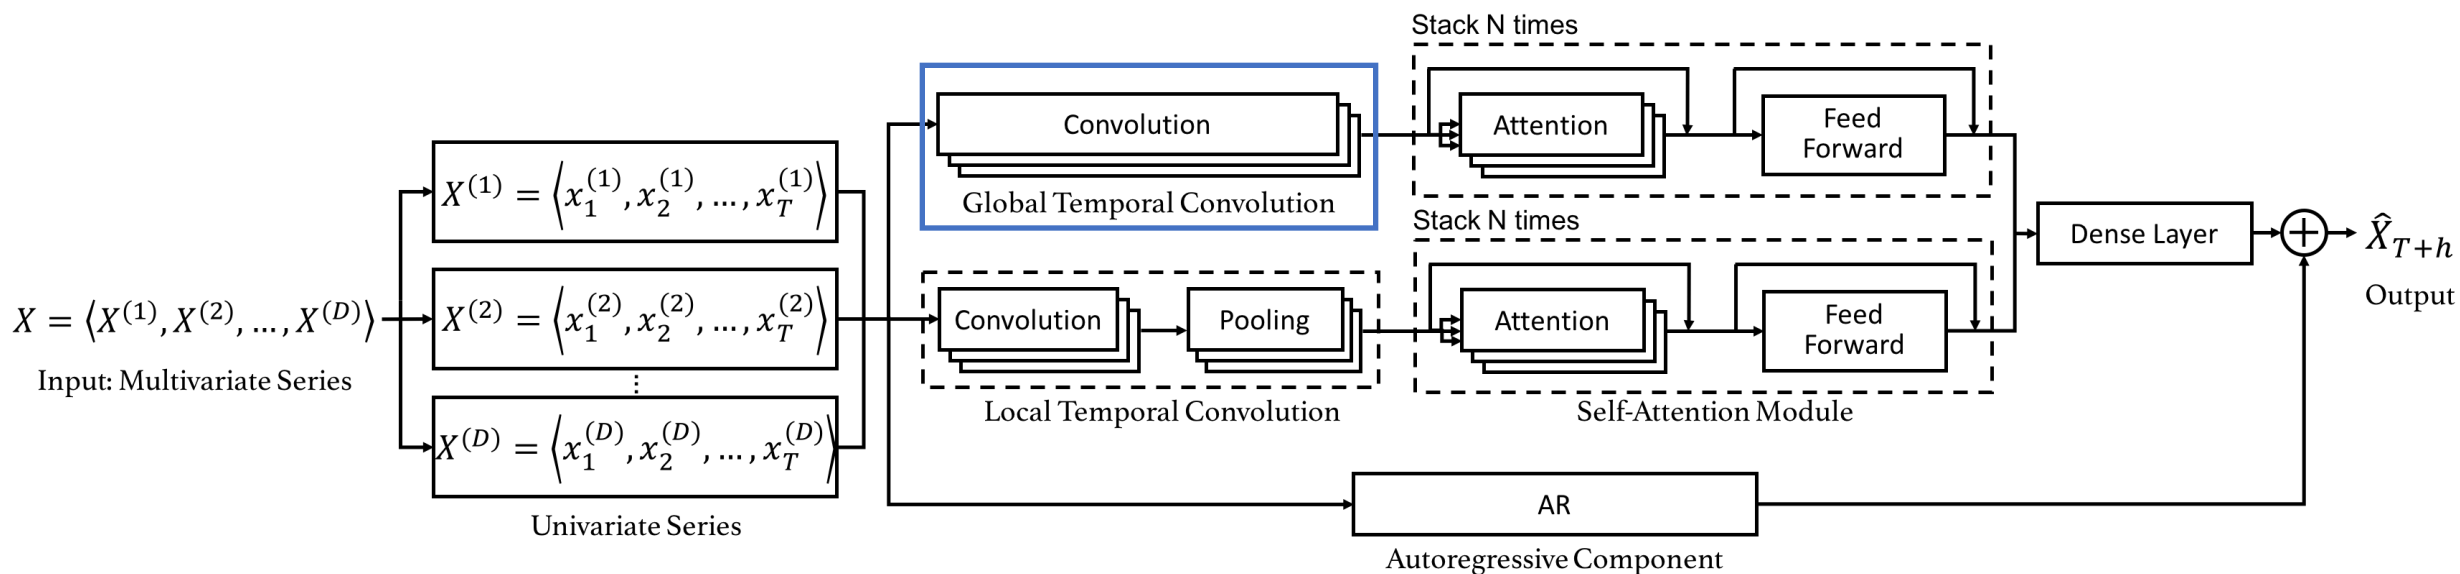 X = ⟨X^(1), X^(2), ..., X^(D)⟩
Input: Multivariate Series
X^(1) = ⟨x_1^(1), x_2^(1), ..., x_T^(1)⟩
X^(2) = ⟨x_1^(2), x_2^(2), ..., x_T^(2)⟩
⋮
X^(D) = ⟨x_1^(D), x_2^(D), ..., x_T^(D)⟩
Univariate Series
Convolution
Global Temporal Convolution
Stack N times
Attention
Feed
Forward
Convolution
Pooling
Local Temporal Convolution
Stack N times
Attention
Feed
Forward
Self-Attention Module
AR
Autoregressive Component
Dense Layer
+
X̂_T+h
Output